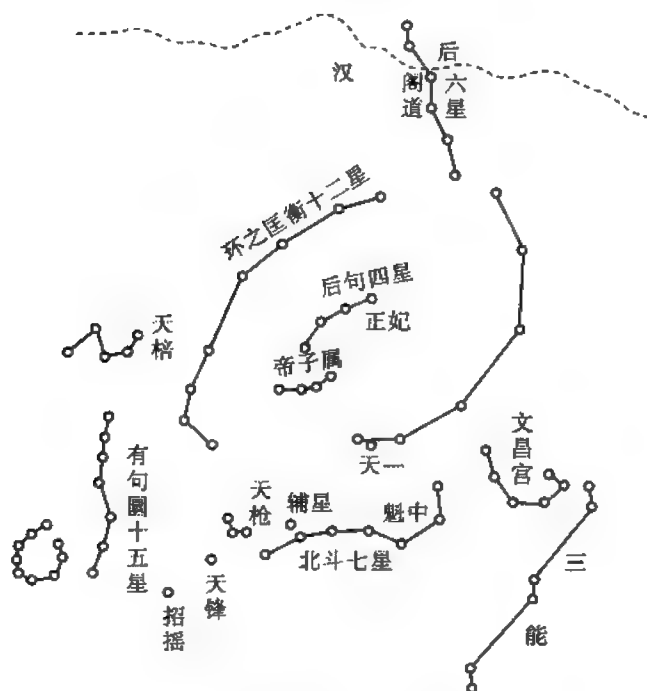 后六星
汉
阁道
环之匡衡十二星
后句四星
正妃
天棓
帝子属
文昌宫
天一
有句圜十五星
天枪
辅星
魁中
北斗七星
三能
天锋
招摇